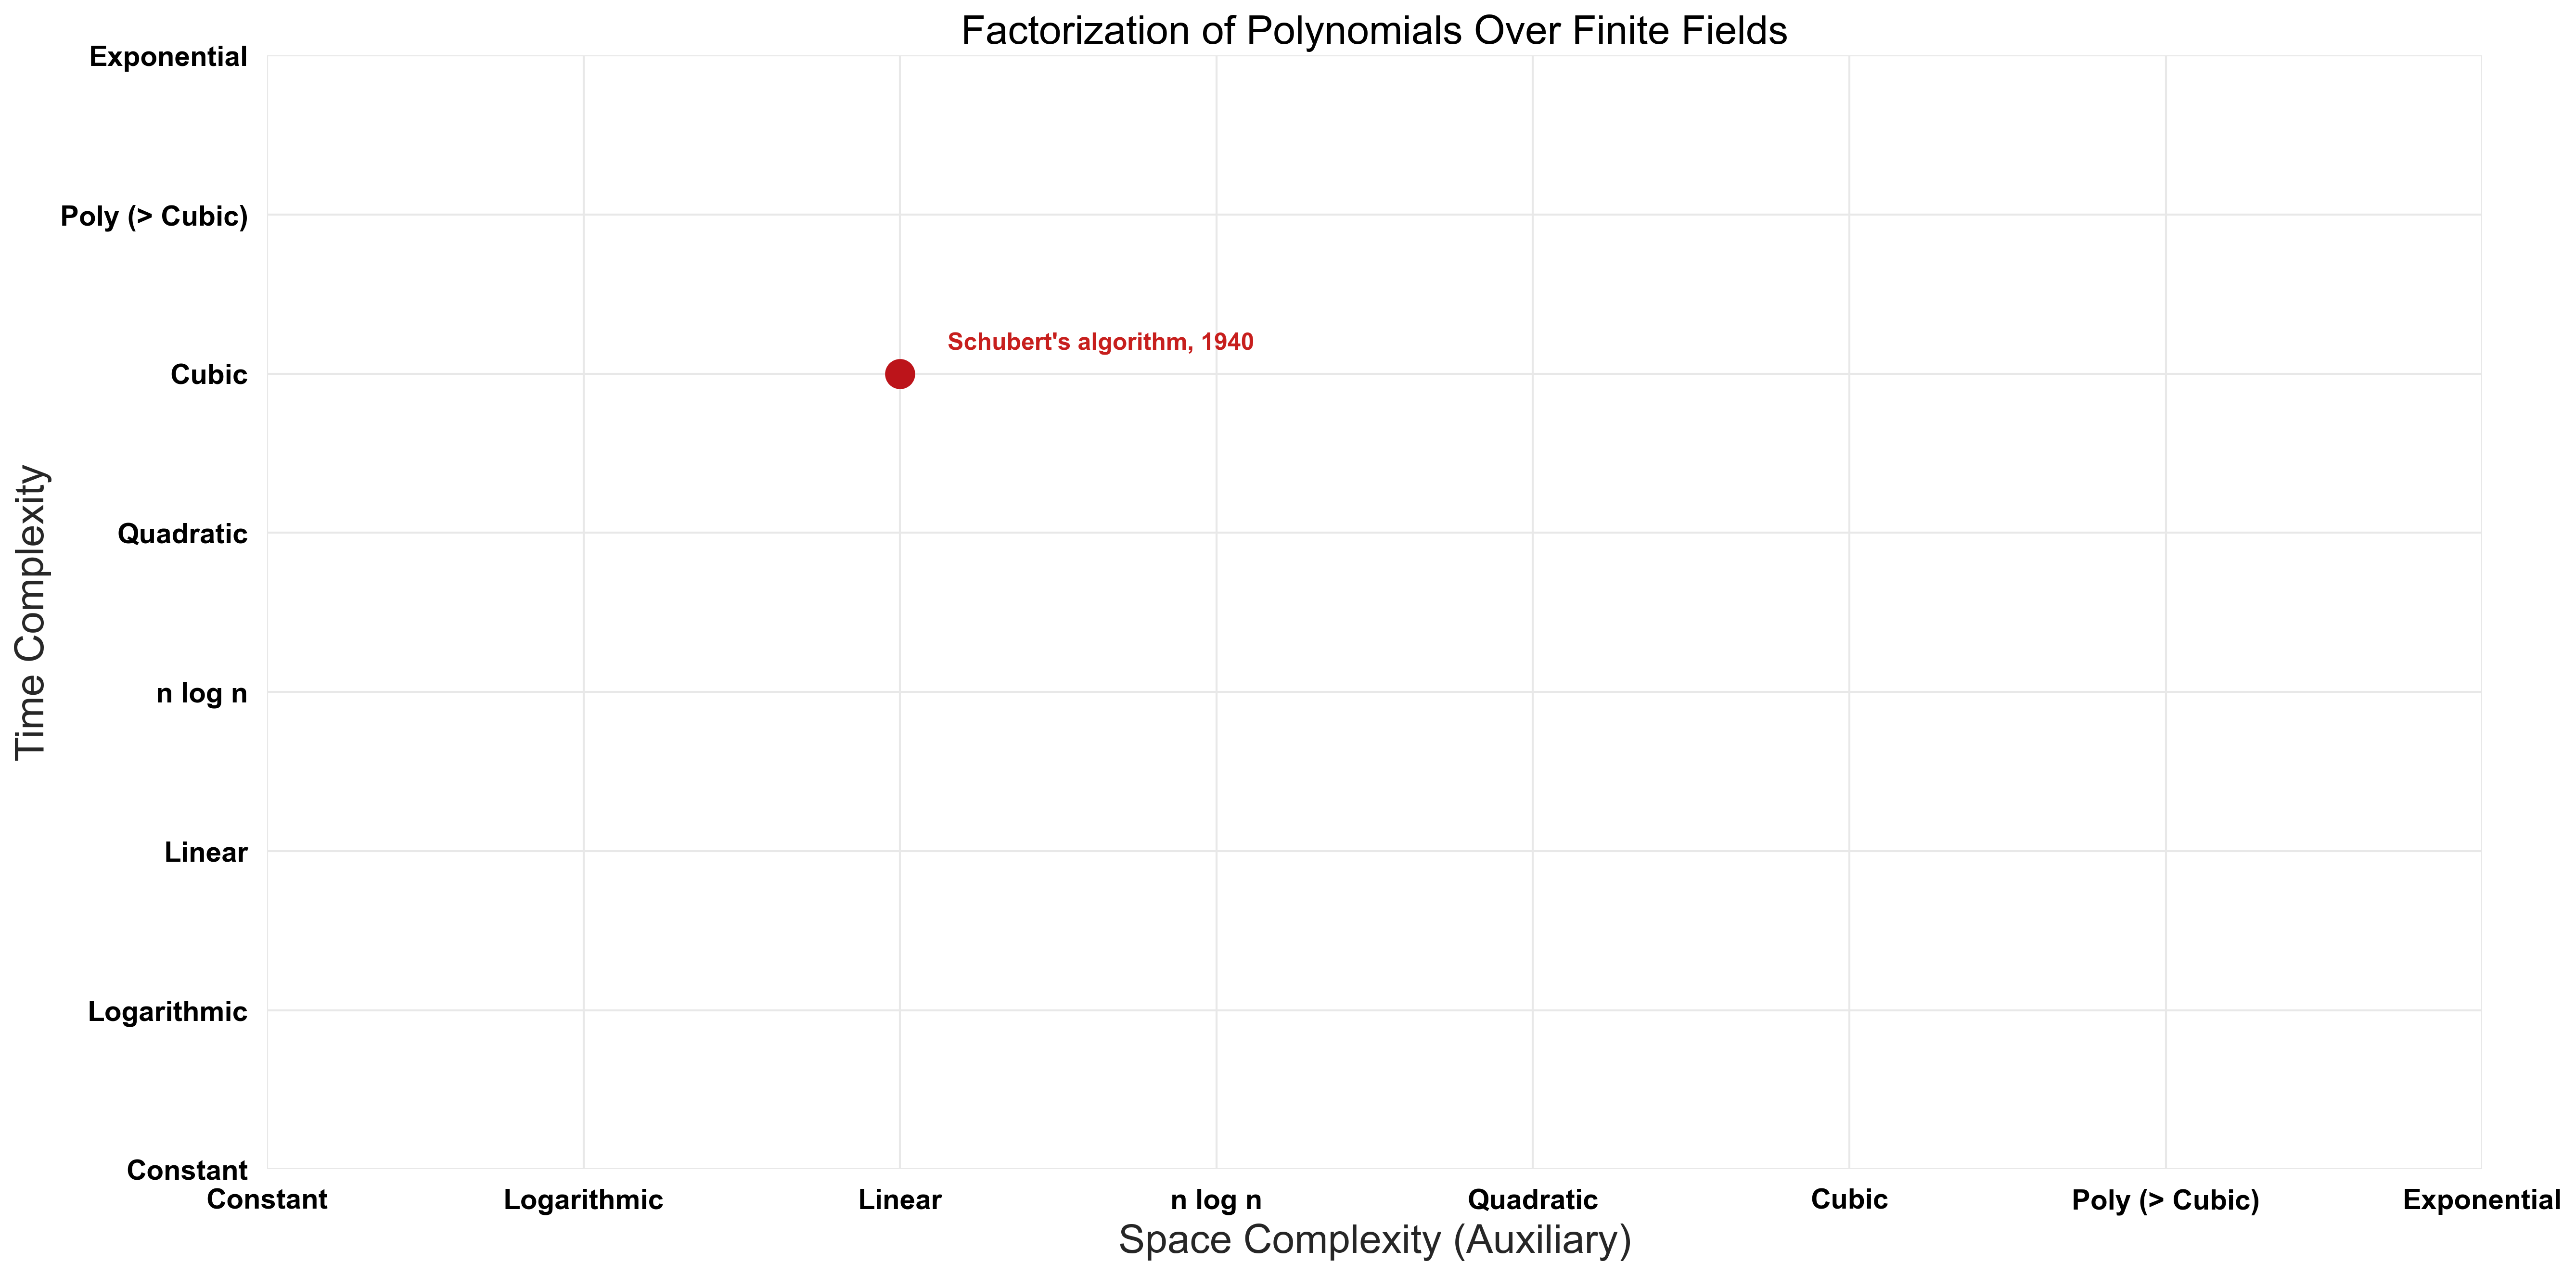 Factorization of Polynomials Over Finite Fields
Exponential
Poly (> Cubic)
Schubert's algorithm, 1940
Cubic
Quadratic
Time Complexity
n log n
Linear
Logarithmic
Constant
Constant Logarithmic Linear n log n Quadratic Cubic Poly (> Cubic) Exponential
Space Complexity (Auxiliary)